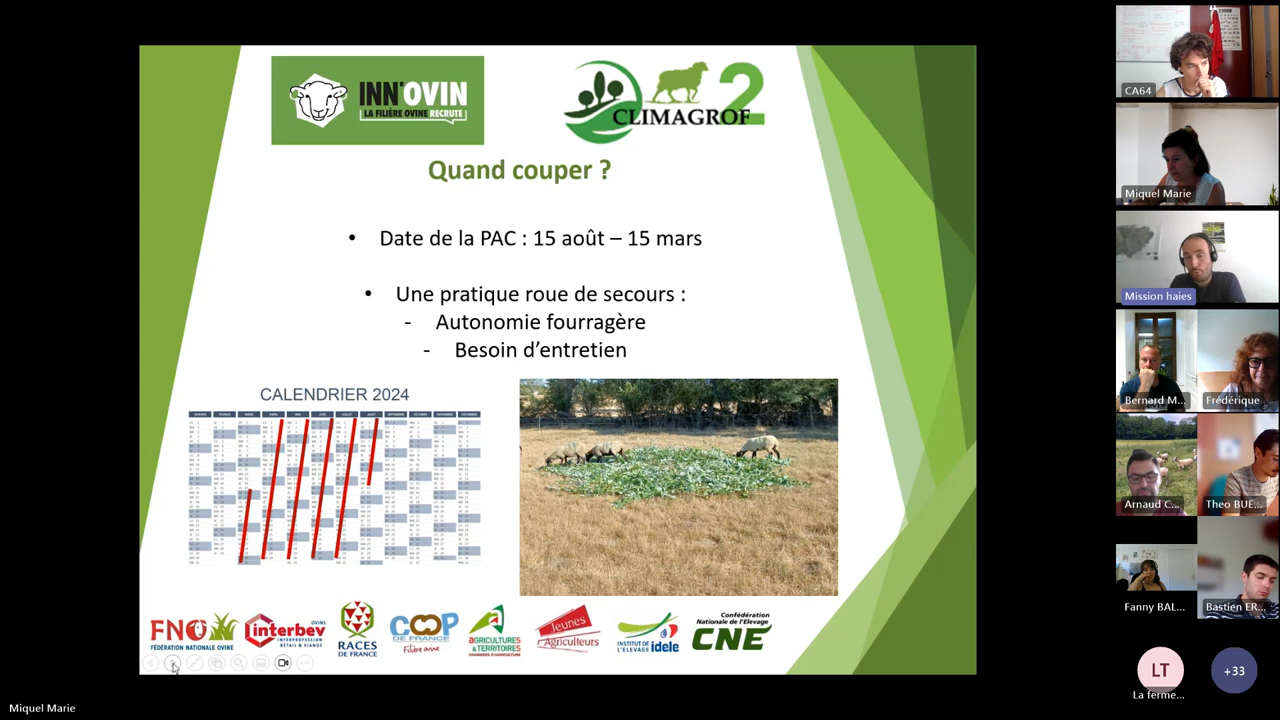 INN'OVIN
LA FILIÈRE OVINE RECRUTE
CLIMAGROF
2
Quand couper ?
• Date de la PAC : 15 août – 15 mars
• Une pratique roue de secours :
- Autonomie fourragère
- Besoin d'entretien
CALENDRIER 2024
FNO
FÉDÉRATION NATIONALE OVINE
interbev
OVINS
INTERPROFESSION
BÉTAIL & VIANDE
RACES
DE FRANCE
COOP
DE FRANCE
Filière ovine
AGRICULTURES
& TERRITOIRES
CHAMBRES D'AGRICULTURE
Jeunes
Agriculteurs
INSTITUT DE
L'ELEVAGE idele
Confédération
Nationale de l'Elevage
CNE
CA64
Miquel Marie
Mission haies
Bernard M...
Frédérique
Arnaud C...
Theo BUE...
Fanny BAL...
Bastien ER...
LT
La ferme...
+33
Miquel Marie